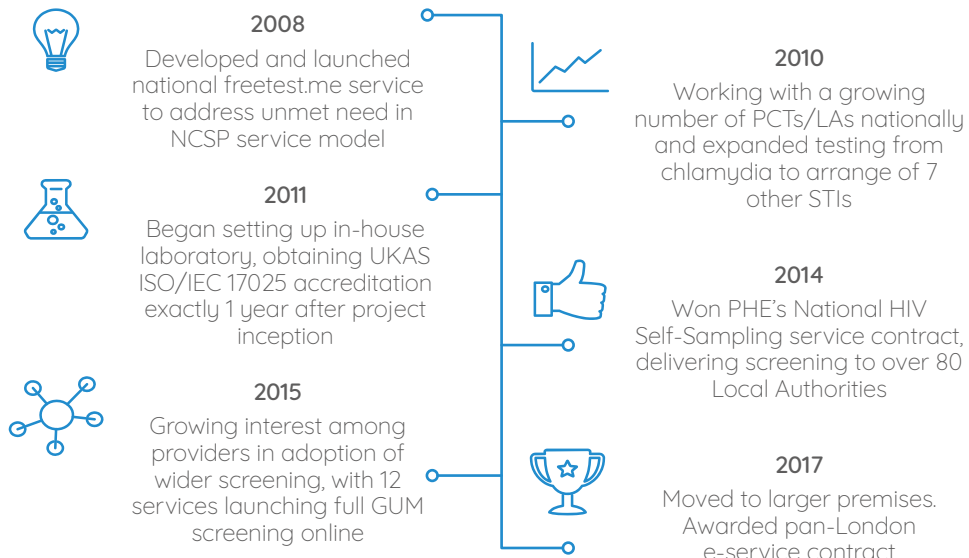 2008
Developed and launched
national freetest.me service
to address unmet need in
NCSP service model
2010
Working with a growing
number of PCTs/LAs nationally
and expanded testing from
chlamydia to arrange of 7
other STIs
2011
Began setting up in-house
laboratory, obtaining UKAS
ISO/IEC 17025 accreditation
exactly 1 year after project
inception
2014
Won PHE's National HIV
Self-Sampling service contract,
delivering screening to over 80
Local Authorities
2015
Growing interest among
providers in adoption of
wider screening, with 12
services launching full GUM
screening online
2017
Moved to larger premises.
Awarded pan-London
e-service contract